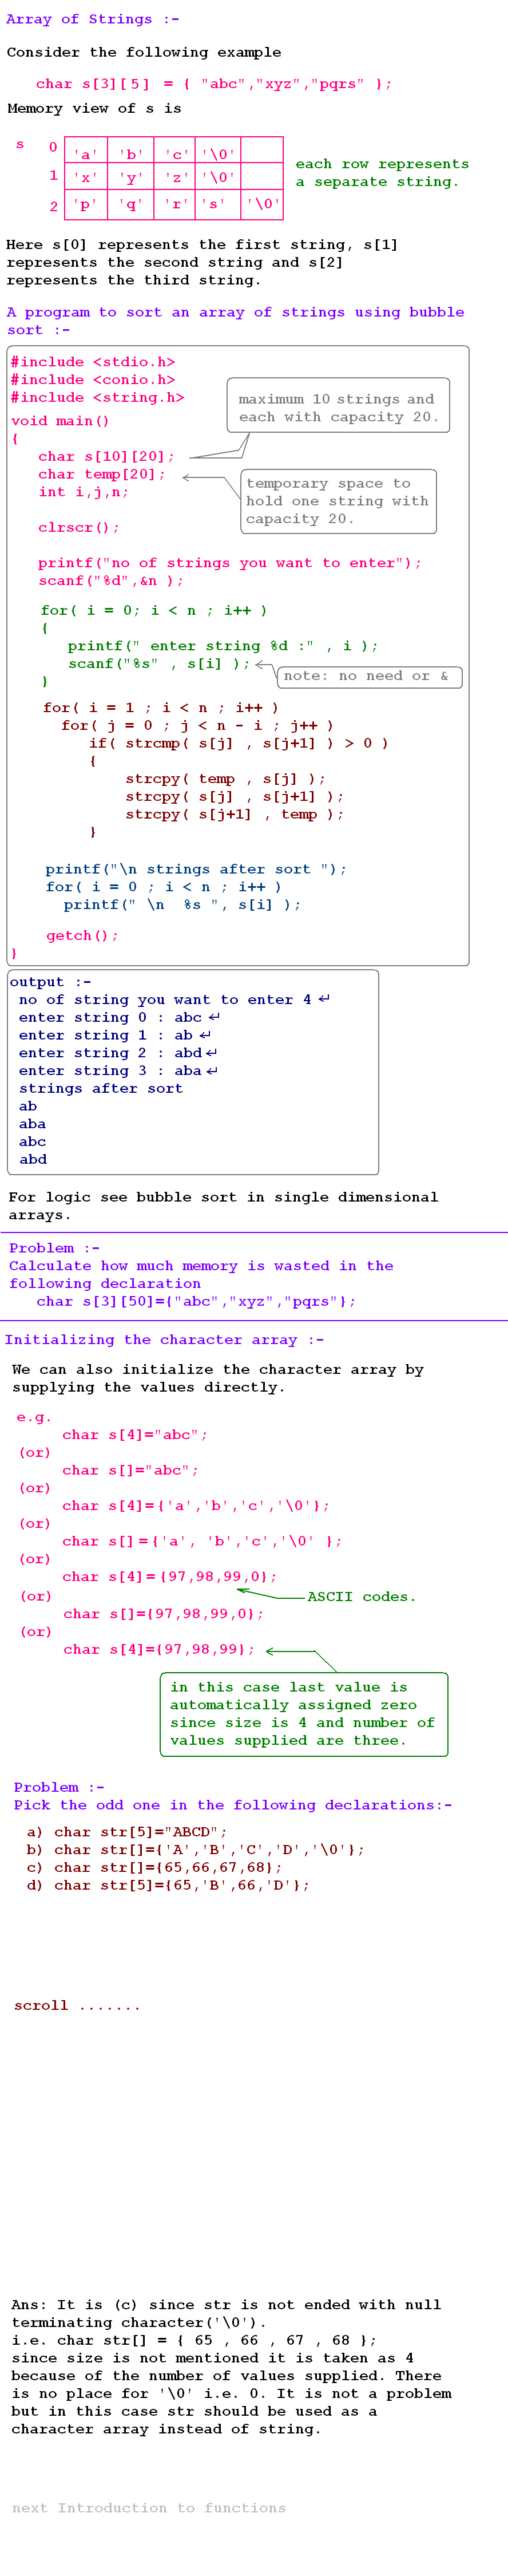 Array of Strings :-
Consider the following example
char s[3][5] = { "abc","xyz","pqrs" };
Memory view of s is
s
0 'a' 'b' 'c' '\0'
1 'x' 'y' 'z' '\0'
2 'p' 'q' 'r' 's' '\0'
each row represents
a separate string.
Here s[0] represents the first string, s[1]
represents the second string and s[2]
represents the third string.
A program to sort an array of strings using bubble
sort :-
#include <stdio.h>
#include <conio.h>
#include <string.h>
maximum 10 strings and
each with capacity 20.
void main()
{
char s[10][20];
char temp[20];
int i,j,n;
temporary space to
hold one string with
capacity 20.
clrscr();
printf("no of strings you want to enter");
scanf("%d",&n );
for( i = 0; i < n ; i++ )
{
printf(" enter string %d :" , i );
scanf("%s" , s[i] );
note: no need or &
}
for( i = 1 ; i < n ; i++ )
for( j = 0 ; j < n - i ; j++ )
if( strcmp( s[j] , s[j+1] ) > 0 )
{
strcpy( temp , s[j] );
strcpy( s[j] , s[j+1] );
strcpy( s[j+1] , temp );
}
printf("\n strings after sort ");
for( i = 0 ; i < n ; i++ )
printf(" \n  %s ", s[i] );
getch();
}
output :-
no of string you want to enter 4 ↵
enter string 0 : abc ↵
enter string 1 : ab ↵
enter string 2 : abd ↵
enter string 3 : aba ↵
strings after sort
ab
aba
abc
abd
For logic see bubble sort in single dimensional
arrays.
Problem :-
Calculate how much memory is wasted in the
following declaration
char s[3][50]={"abc","xyz","pqrs"};
Initializing the character array :-
We can also initialize the character array by
supplying the values directly.
e.g.
char s[4]="abc";
(or)
char s[]="abc";
(or)
char s[4]={'a','b','c','\0'};
(or)
char s[]={'a', 'b','c','\0' };
(or)
char s[4]={97,98,99,0};
ASCII codes.
(or)
char s[]={97,98,99,0};
(or)
char s[4]={97,98,99};
in this case last value is
automatically assigned zero
since size is 4 and number of
values supplied are three.
Problem :-
Pick the odd one in the following declarations:-
a) char str[5]="ABCD";
b) char str[]={'A','B','C','D','\0'};
c) char str[]={65,66,67,68};
d) char str[5]={65,'B',66,'D'};
scroll .......
Ans: It is (c) since str is not ended with null
terminating character('\0').
i.e. char str[] = { 65 , 66 , 67 , 68 };
since size is not mentioned it is taken as 4
because of the number of values supplied. There
is no place for '\0' i.e. 0. It is not a problem
but in this case str should be used as a
character array instead of string.
next Introduction to functions